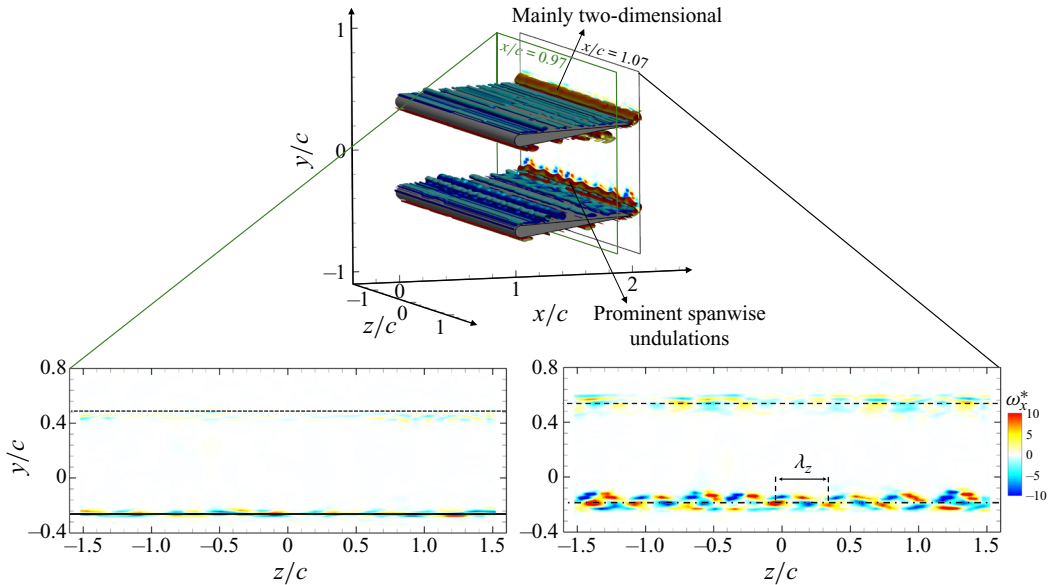 Mainly two-dimensional
1
x/c = 0.97
x/c = 1.07
y/c
0
−1
−1
0
1
z/c
0
1
2
x/c
Prominent spanwise
undulations
0.8
0.4
0
−0.4
y/c
−1.5
−1.0
−0.5
0
0.5
1.0
1.5
z/c
0.8
0.4
0
−0.4
λz
−1.5
−1.0
−0.5
0
0.5
1.0
1.5
z/c
ω*x
10
5
0
−5
−10